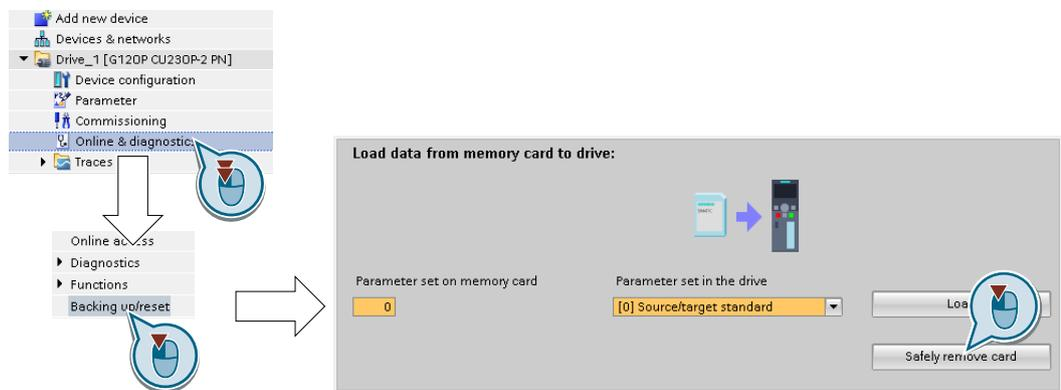 Add new device
Devices & networks
Drive_1 [G120P CU230P-2 PN]
Device configuration
Parameter
Commissioning
Online & diagnostics
Traces
Online access
Diagnostics
Functions
Backing up/reset
Load data from memory card to drive:
SIMATIC
Parameter set on memory card
Parameter set in the drive
0
[0] Source/target standard
Safely remove card